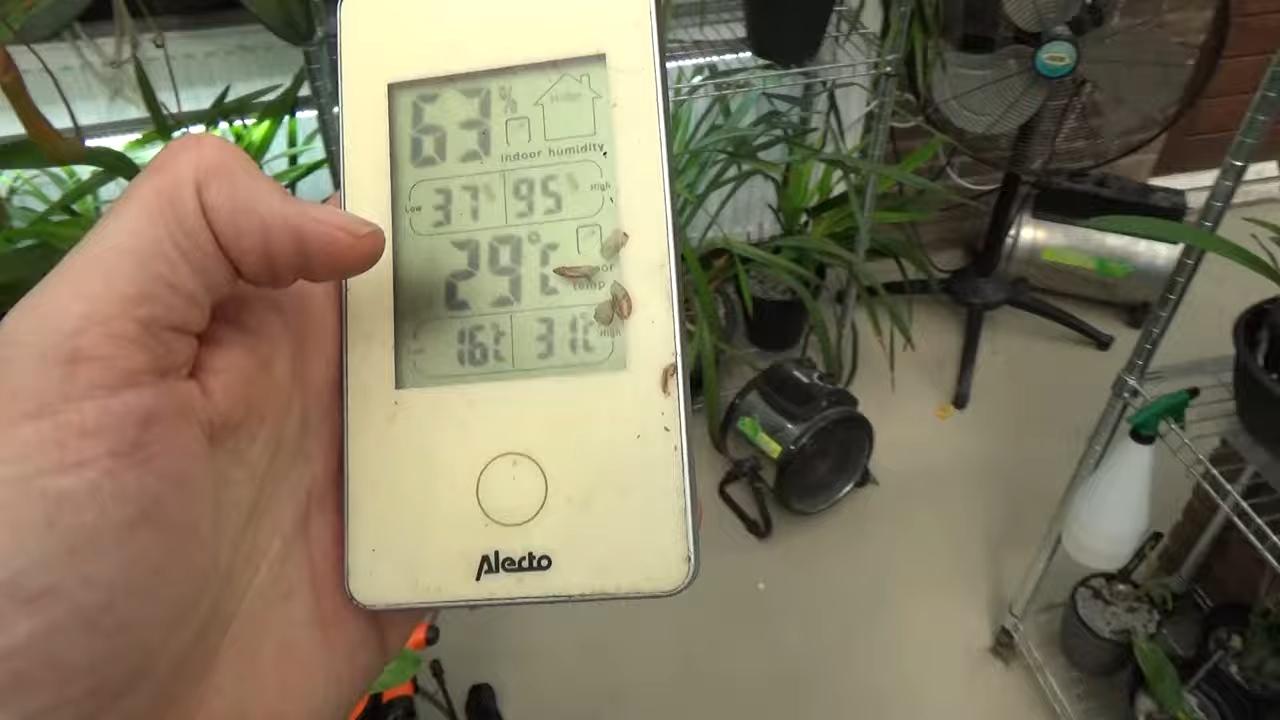 63%
indoor humidity
Low 37% 95% High
29°C
temp
16°C 31°C High
Alecto